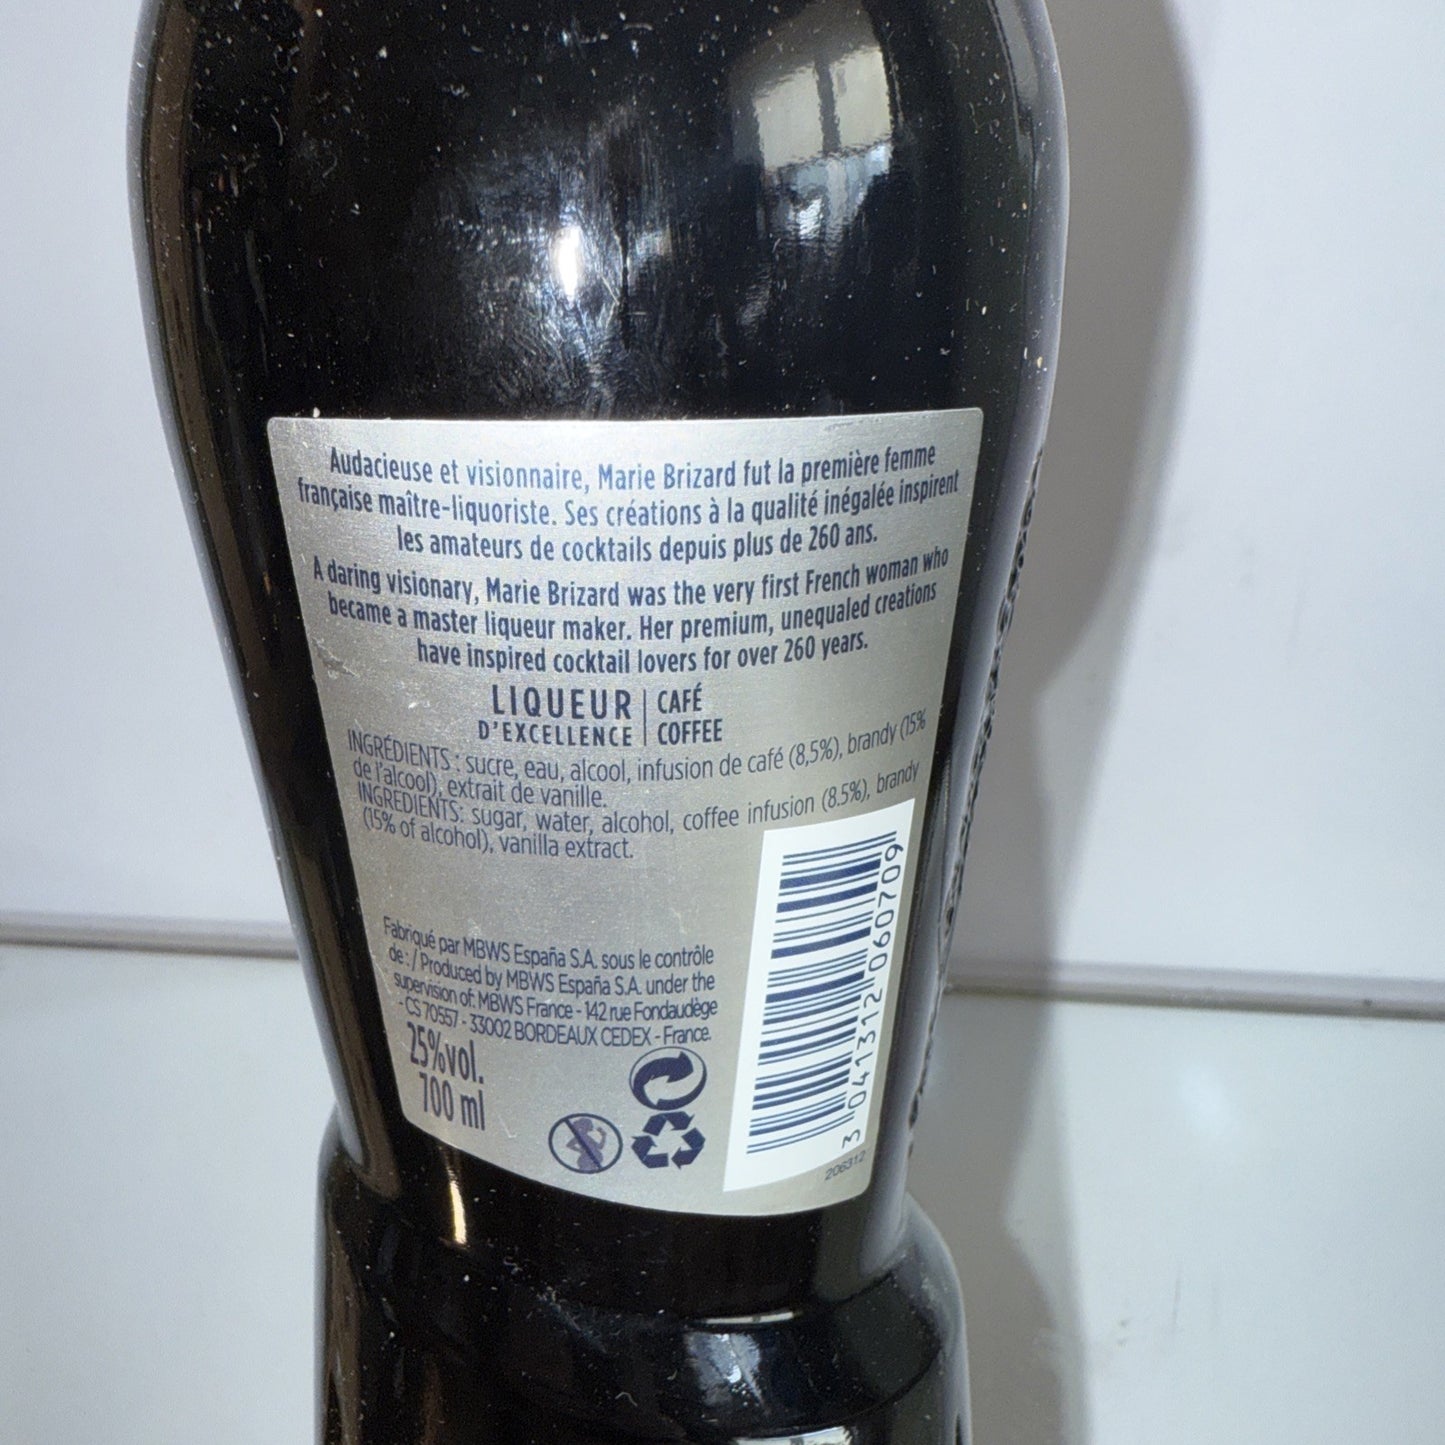 Audacieuse et visionnaire, Marie Brizard fut la première femme
française maître-liquoriste. Ses créations à la qualité inégalée inspirent
les amateurs de cocktails depuis plus de 260 ans.
A daring visionary, Marie Brizard was the very first French woman who
became a master liqueur maker. Her premium, unequaled creations
have inspired cocktail lovers for over 260 years.
LIQUEUR | CAFÉ
D'EXCELLENCE | COFFEE
INGRÉDIENTS : sucre, eau, alcool, infusion de café (8,5%), brandy (15%
de l'alcool), extrait de vanille.
INGREDIENTS: sugar, water, alcohol, coffee infusion (8.5%), brandy
(15% of alcohol), vanilla extract.
Fabriqué par MBWS España S.A. sous le contrôle
de : / Produced by MBWS España S.A. under the
supervision of: MBWS France - 142 rue Fondaudège
- CS 70557 - 33002 BORDEAUX CEDEX - France.
25%vol.
700 ml
3 041312 060709
206312